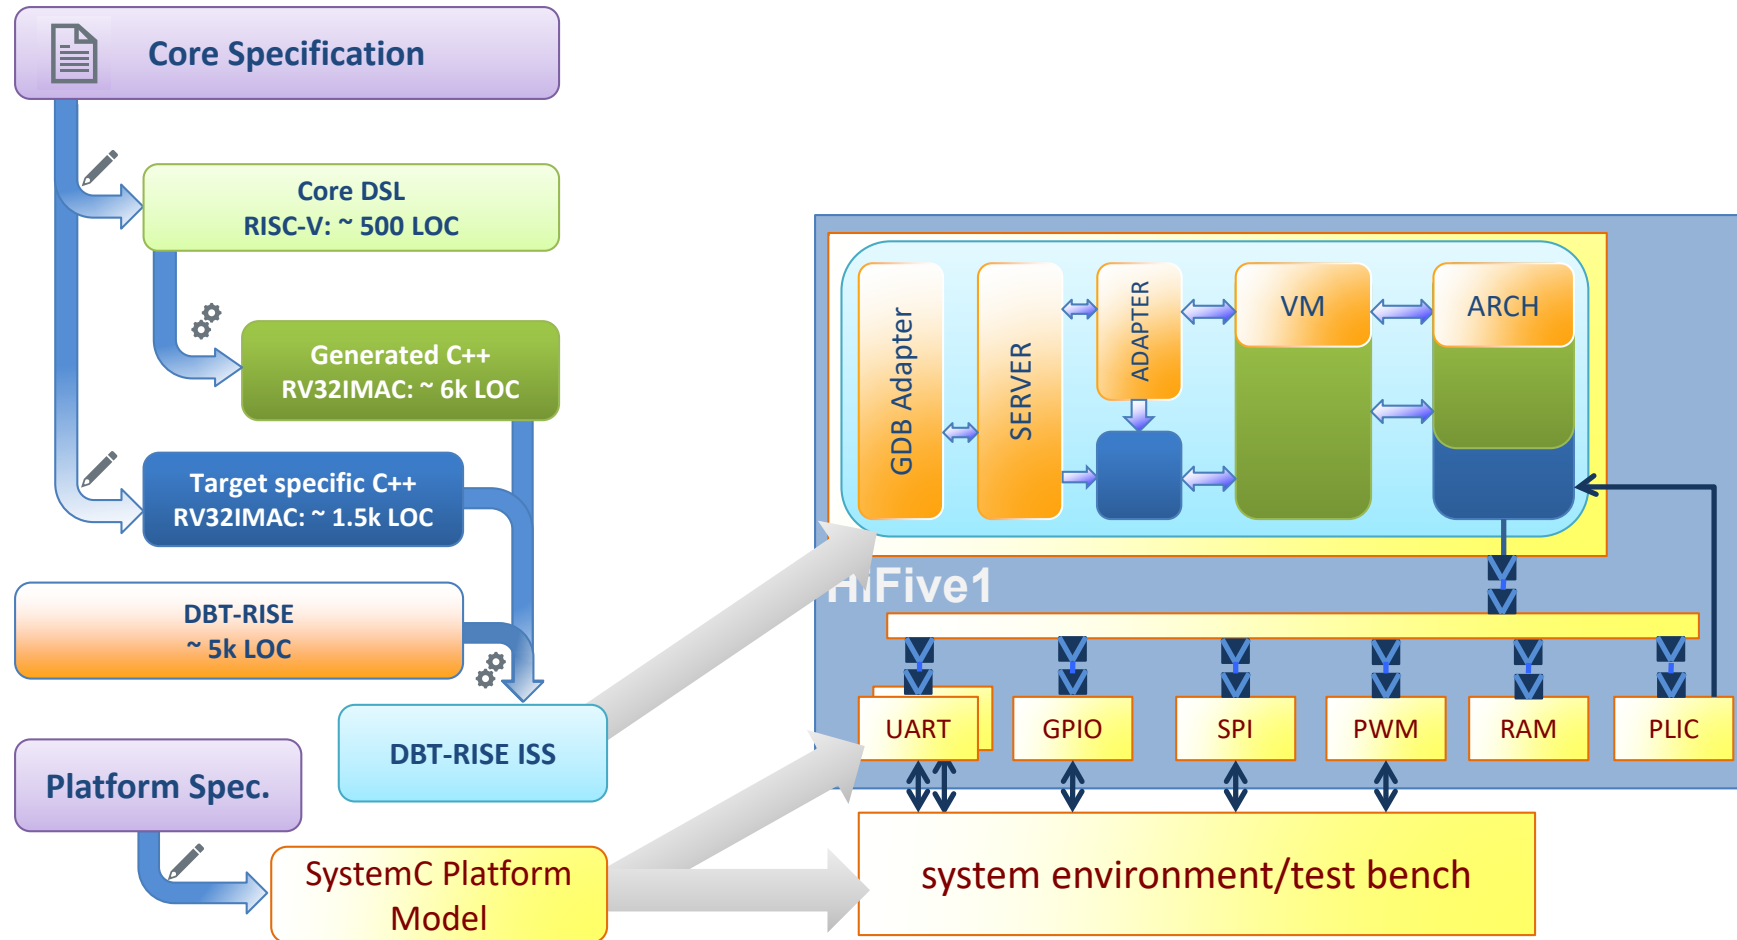 Core Specification
Core DSL
RISC-V: ~ 500 LOC
Generated C++
RV32IMAC: ~ 6k LOC
Target specific C++
RV32IMAC: ~ 1.5k LOC
DBT-RISE
~ 5k LOC
DBT-RISE ISS
Platform Spec.
SystemC Platform
Model
GDB Adapter
SERVER
ADAPTER
VM
ARCH
HiFive1
UART
GPIO
SPI
PWM
RAM
PLIC
system environment/test bench